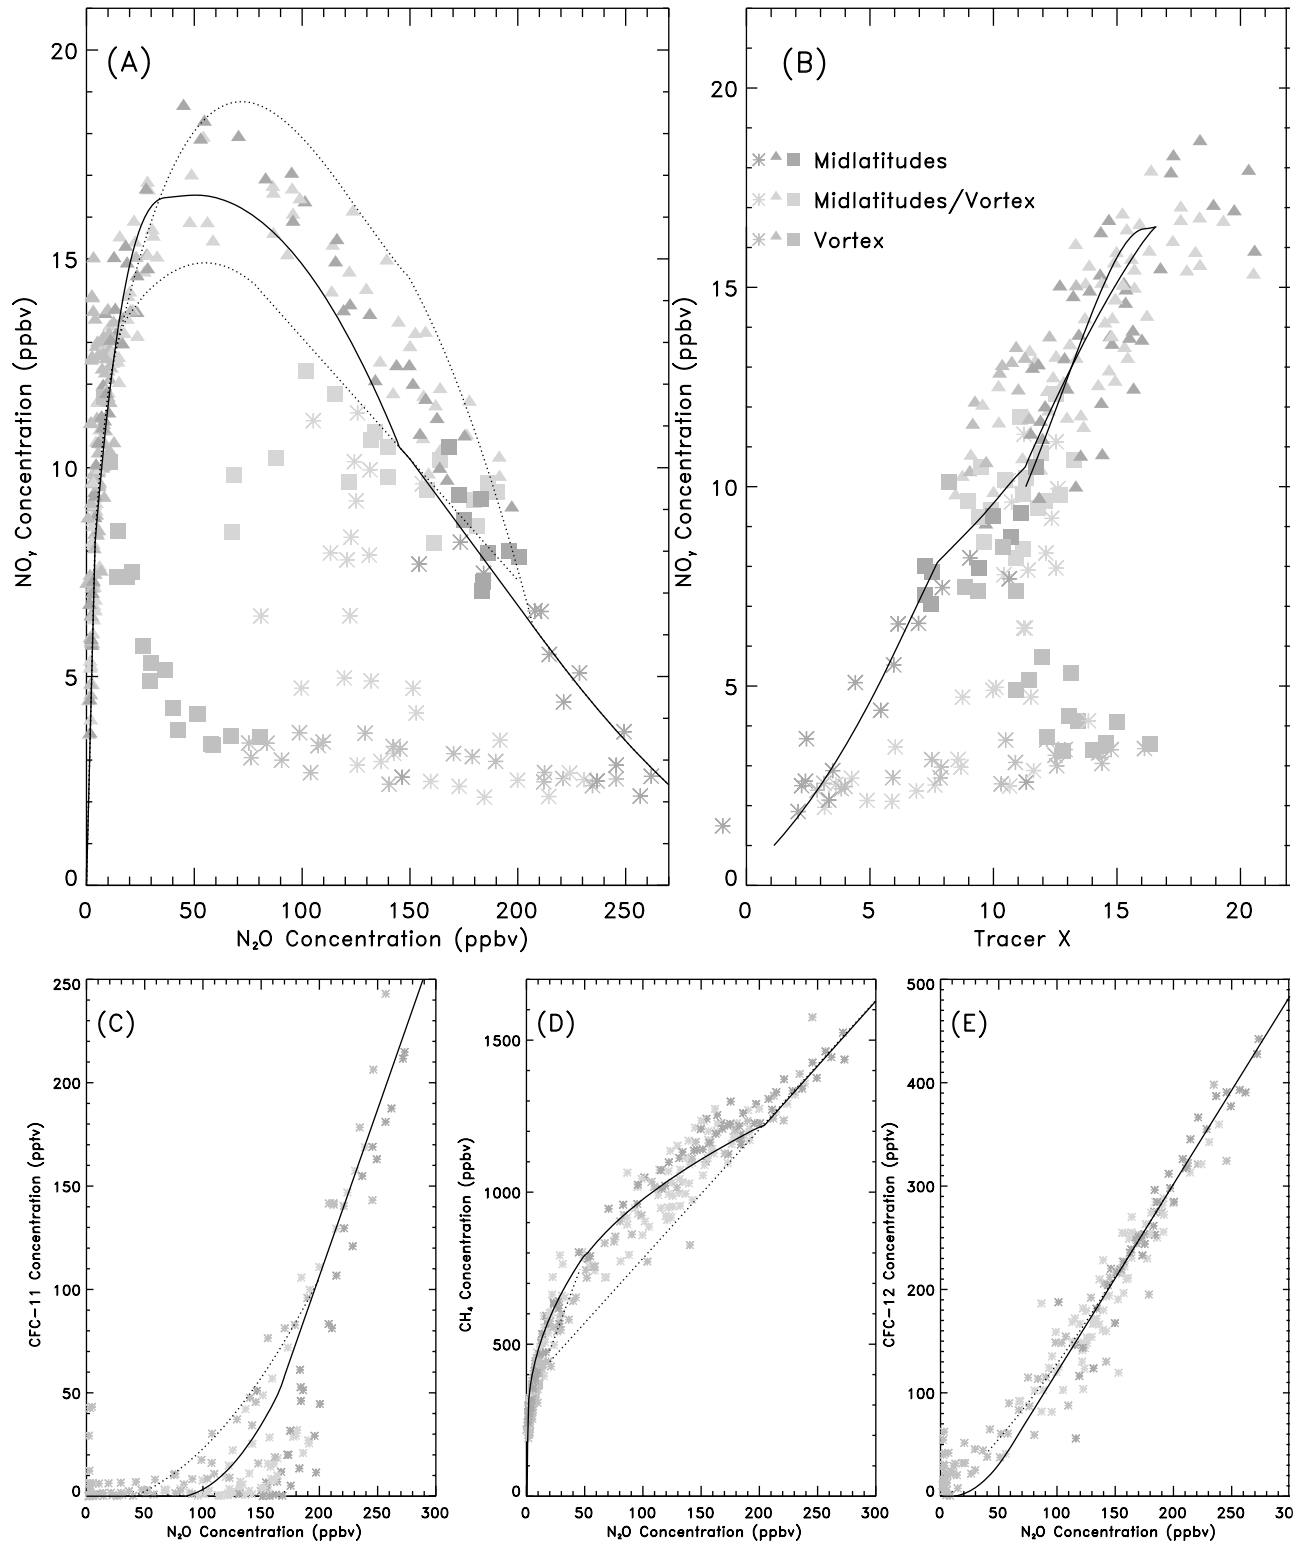 (A)
NOy Concentration (ppbv)
20
15
10
5
0
0 50 100 150 200 250
N₂O Concentration (ppbv)
(B)
Midlatitudes
Midlatitudes/Vortex
Vortex
NOy Concentration (ppbv)
20
15
10
5
0
0 5 10 15 20
Tracer X
(C)
CFC-11 Concentration (pptv)
250
200
150
100
50
0
0 50 100 150 200 250 300
N₂O Concentration (ppbv)
(D)
CH₄ Concentration (ppbv)
1500
1000
500
0
0 50 100 150 200 250 300
N₂O Concentration (ppbv)
(E)
CFC-12 Concentration (pptv)
500
400
300
200
100
0
0 50 100 150 200 250 300
N₂O Concentration (ppbv)